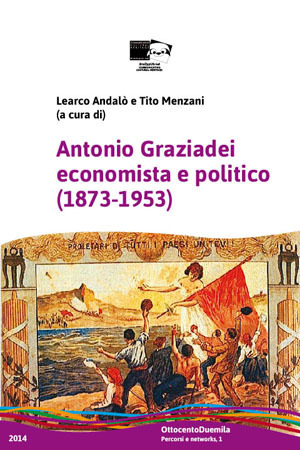 Learco Andalò e Tito Menzani
(a cura di)
Antonio Graziadei
economista e politico
(1873-1953)
PROLETARI DI TUTTI I PAESI UNITEVI!
2014
OttocentoDuemila
Percorsi e networks, 1